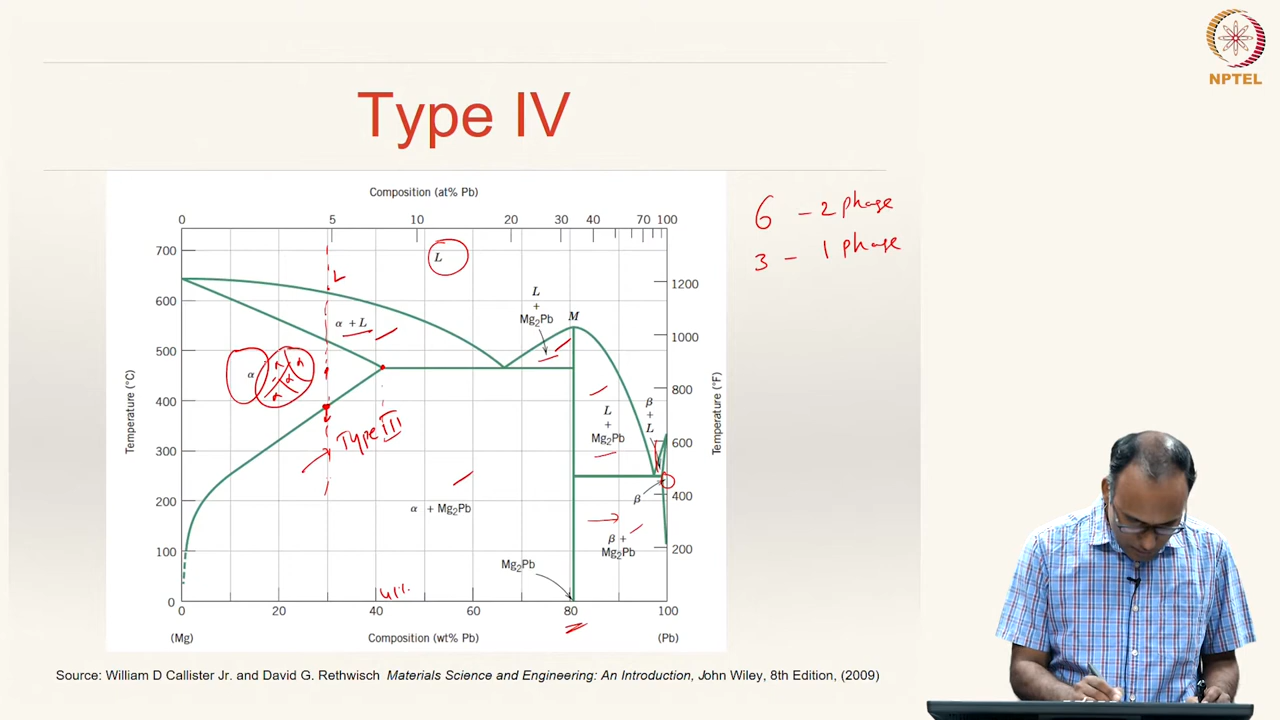 NPTEL
Type IV
Composition (at% Pb)
0 5 10 20 30 40 70 100
6 - 2 phase
3 - 1 phase
700
600
500
400
300
200
100
0
Temperature (°C)
1200
1000
800
600
400
200
Temperature (°F)
L
L
L
+
Mg₂Pb
M
α + L
α
α
α
α
α
Type III
L
+
Mg₂Pb
β
+
L
β
α + Mg₂Pb
β +
Mg₂Pb
Mg₂Pb
41%
0 20 40 60 80 100
(Mg)
Composition (wt% Pb)
(Pb)
Source: William D Callister Jr. and David G. Rethwisch Materials Science and Engineering: An Introduction, John Wiley, 8th Edition, (2009)